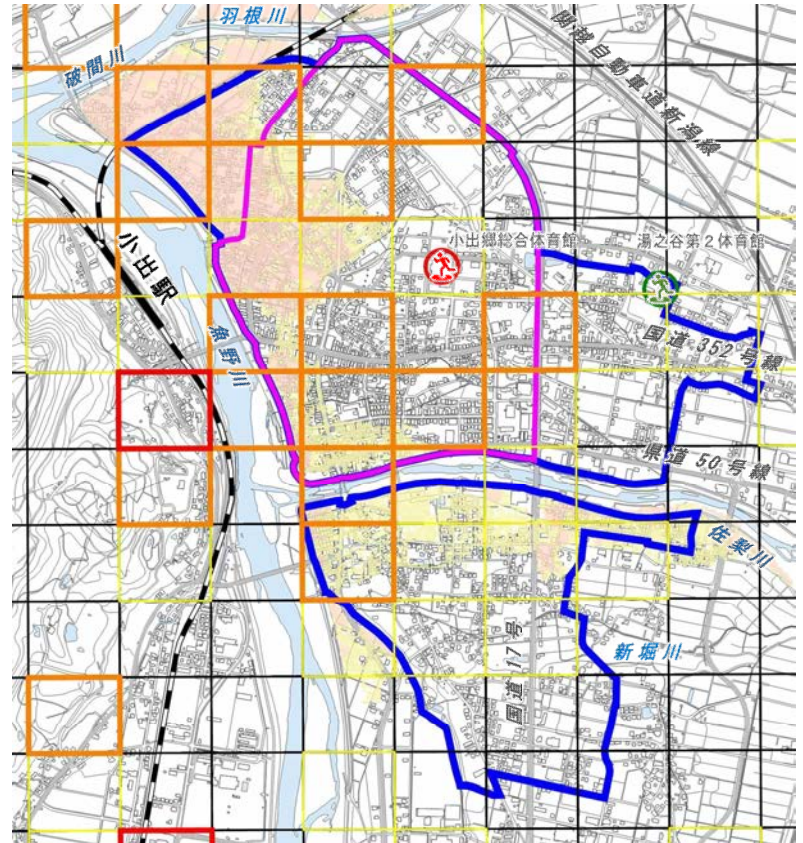 羽根川
破間川
関越自動車道新潟線
小出郷総合体育館
湯之谷第2体育館
小出駅
魚野川
国道352号線
県道50号線
佐梨川
国道17号
新堀川